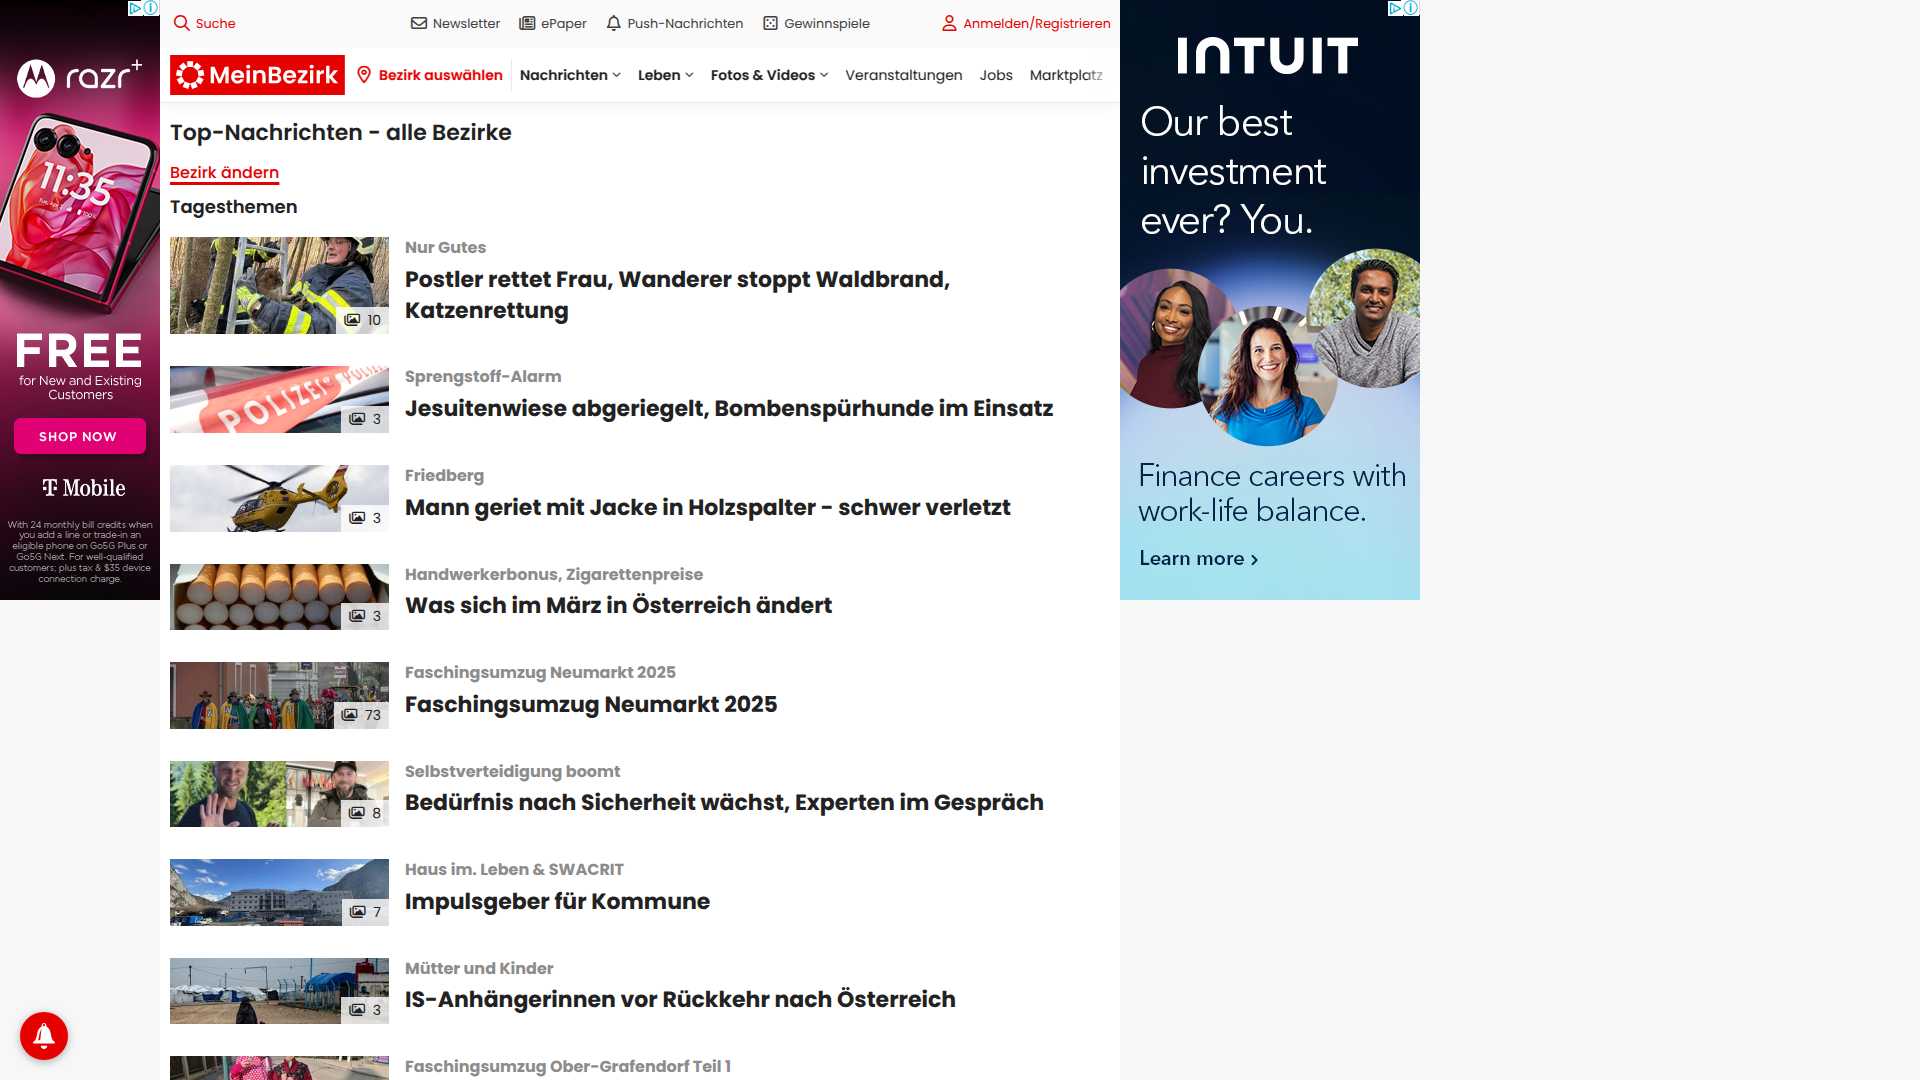 Suche
Newsletter
ePaper
Push-Nachrichten
Gewinnspiele
Anmelden/Registrieren
MeinBezirk
Bezirk auswählen
Nachrichten
Leben
Fotos & Videos
Veranstaltungen
Jobs
Marktplatz
Top-Nachrichten - alle Bezirke
Bezirk ändern
Tagesthemen
10
Nur Gutes
Postler rettet Frau, Wanderer stoppt Waldbrand,
Katzenrettung
POLIZEI
3
Sprengstoff-Alarm
Jesuitenwiese abgeriegelt, Bombenspürhunde im Einsatz
3
Friedberg
Mann geriet mit Jacke in Holzspalter - schwer verletzt
3
Handwerkerbonus, Zigarettenpreise
Was sich im März in Österreich ändert
73
Faschingsumzug Neumarkt 2025
Faschingsumzug Neumarkt 2025
8
Selbstverteidigung boomt
Bedürfnis nach Sicherheit wächst, Experten im Gespräch
7
Haus im. Leben & SWACRIT
Impulsgeber für Kommune
3
Mütter und Kinder
IS-Anhängerinnen vor Rückkehr nach Österreich
Faschingsumzug Ober-Grafendorf Teil 1
razr+
11:35
FREE
for New and Existing
Customers
SHOP NOW
T Mobile
With 24 monthly bill credits when
you add a line or trade-in an
eligible phone on Go5G Plus or
Go5G Next. For well-qualified
customers; plus tax & $35 device
connection charge.
INTUIT
Our best
investment
ever? You.
Finance careers with
work-life balance.
Learn more >